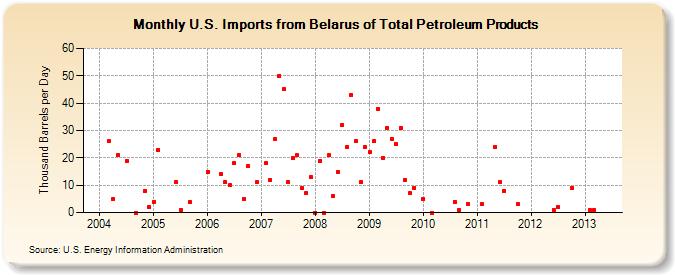 Monthly U.S. Imports from Belarus of Total Petroleum Products
Thousand Barrels per Day
60
50
40
30
20
10
0
2004 2005 2006 2007 2008 2009 2010 2011 2012 2013
Source: U.S. Energy Information Administration